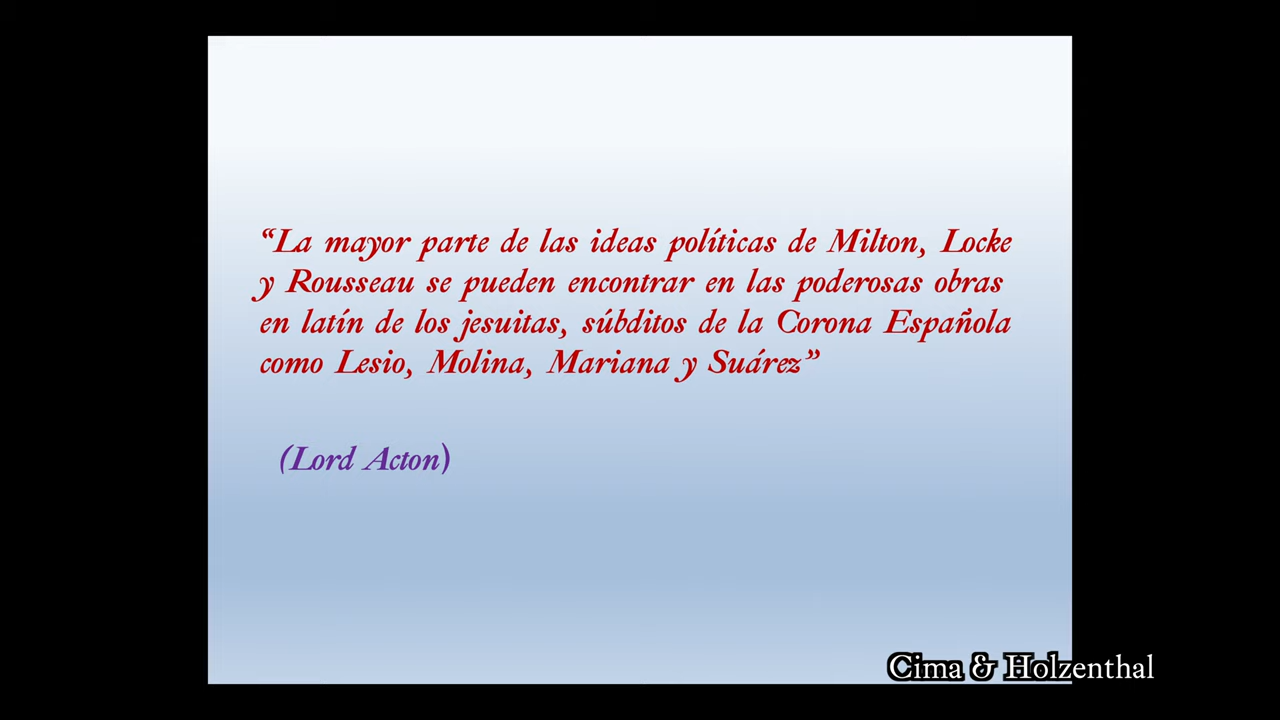 “La mayor parte de las ideas políticas de Milton, Locke
y Rousseau se pueden encontrar en las poderosas obras
en latín de los jesuitas, súbditos de la Corona Española
como Lesio, Molina, Mariana y Suárez”
(Lord Acton)
Cima & Holzenthal